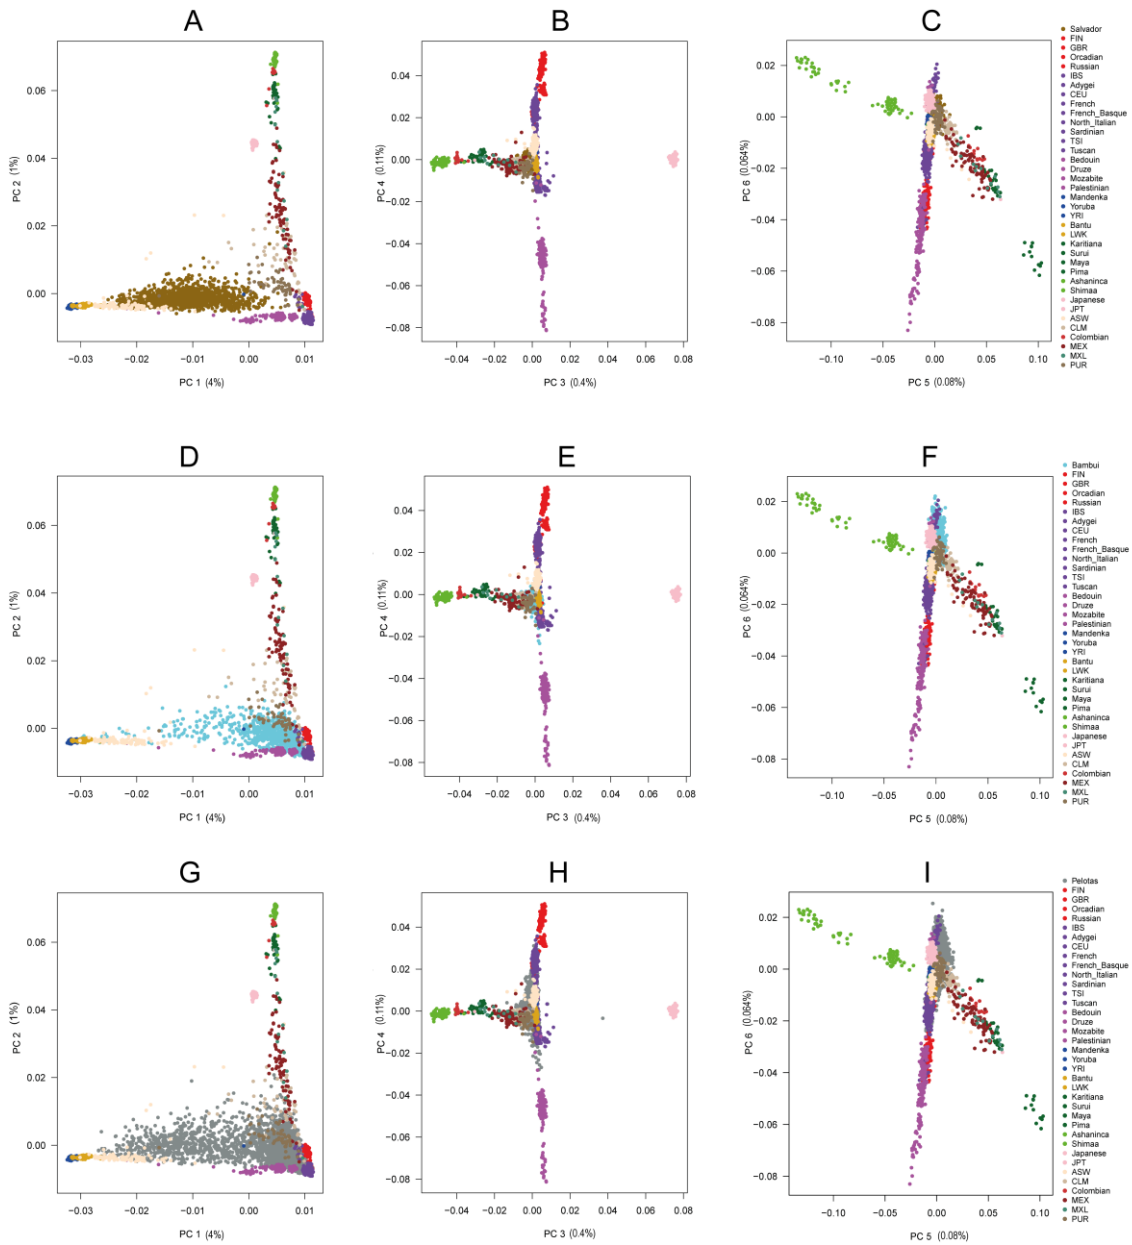 A
B
C
0.06
0.04
0.02
0.00
PC 2 (1%)
−0.03
−0.02
−0.01
0.00
0.01
PC 1 (4%)
0.04
0.02
0.00
−0.02
−0.04
−0.06
−0.08
PC 4 (0.11%)
−0.04
−0.02
0.00
0.02
0.04
0.06
0.08
PC 3 (0.4%)
0.02
0.00
−0.02
−0.04
−0.06
−0.08
PC 6 (0.064%)
−0.10
−0.05
0.00
0.05
0.10
PC 5 (0.08%)
Salvador
FIN
GBR
Orcadian
Russian
IBS
Adygei
CEU
French
French_Basque
North_Italian
Sardinian
TSI
Tuscan
Bedouin
Druze
Mozabite
Palestinian
Mandenka
Yoruba
YRI
Bantu
LWK
Karitiana
Surui
Maya
Pima
Ashaninca
Shimaa
Japanese
JPT
ASW
CLM
Colombian
MEX
MXL
PUR
D
E
F
0.06
0.04
0.02
0.00
PC 2 (1%)
−0.03
−0.02
−0.01
0.00
0.01
PC 1 (4%)
0.04
0.02
0.00
−0.02
−0.04
−0.06
−0.08
PC 4 (0.11%)
−0.04
−0.02
0.00
0.02
0.04
0.06
0.08
PC 3 (0.4%)
0.02
0.00
−0.02
−0.04
−0.06
−0.08
PC 6 (0.064%)
−0.10
−0.05
0.00
0.05
0.10
PC 5 (0.08%)
Bambui
FIN
GBR
Orcadian
Russian
IBS
Adygei
CEU
French
French_Basque
North_Italian
Sardinian
TSI
Tuscan
Bedouin
Druze
Mozabite
Palestinian
Mandenka
Yoruba
YRI
Bantu
LWK
Karitiana
Surui
Maya
Pima
Ashaninca
Shimaa
Japanese
JPT
ASW
CLM
Colombian
MEX
MXL
PUR
G
H
I
0.06
0.04
0.02
0.00
PC 2 (1%)
−0.03
−0.02
−0.01
0.00
0.01
PC 1 (4%)
0.04
0.02
0.00
−0.02
−0.04
−0.06
−0.08
PC 4 (0.11%)
−0.04
−0.02
0.00
0.02
0.04
0.06
0.08
PC 3 (0.4%)
0.02
0.00
−0.02
−0.04
−0.06
−0.08
PC 6 (0.064%)
−0.10
−0.05
0.00
0.05
0.10
PC 5 (0.08%)
Pelotas
FIN
GBR
Orcadian
Russian
IBS
Adygei
CEU
French
French_Basque
North_Italian
Sardinian
TSI
Tuscan
Bedouin
Druze
Mozabite
Palestinian
Mandenka
Yoruba
YRI
Bantu
LWK
Karitiana
Surui
Maya
Pima
Ashaninca
Shimaa
Japanese
JPT
ASW
CLM
Colombian
MEX
MXL
PUR